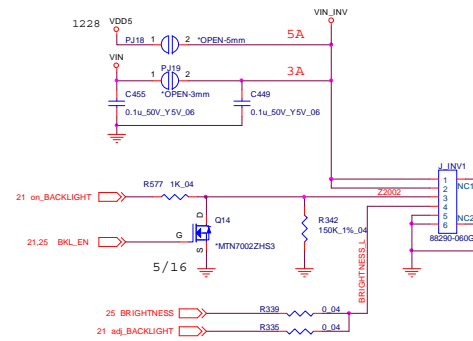 1228 VDD5
VIN_INV
PJ18 1 2 *OPEN-5mm
5A
VIN
PJ19
1 2
3A
*OPEN-3mm
C455
0.1u_50V_Y5V_06
C449
0.1u_50V_Y5V_06
J_INV1
R577 1K_04
21 on_BACKLIGHT
Z2002
1
2
3
4
5
6
NC1
NC2
88290-060G
D
Q14
G
S
*MTN7002ZHS3
R342
150K_1%_04
21,25 BKL_EN
5/16
BRIGHTNESS_L
25 BRIGHTNESS
R339 0_04
21 adj_BACKLIGHT
R335 0_04